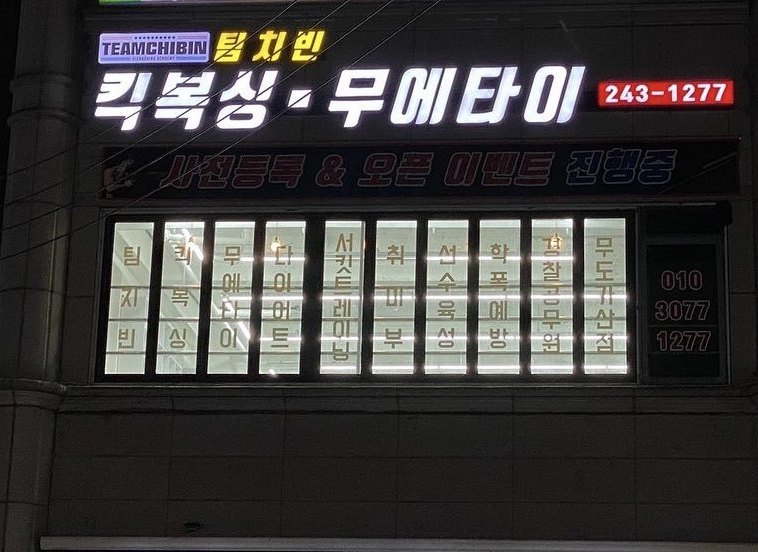 TEAMCHIBIN 팀치빈
킥복싱·무에타이 243-1277
사전등록 & 오픈 이벤트 진행중
팀치빈
킥복싱
무에타이
다이어트
서킷트레이닝
취미부
선수육성
학폭예방
경찰공무원
무도가산점
010
3077
1277